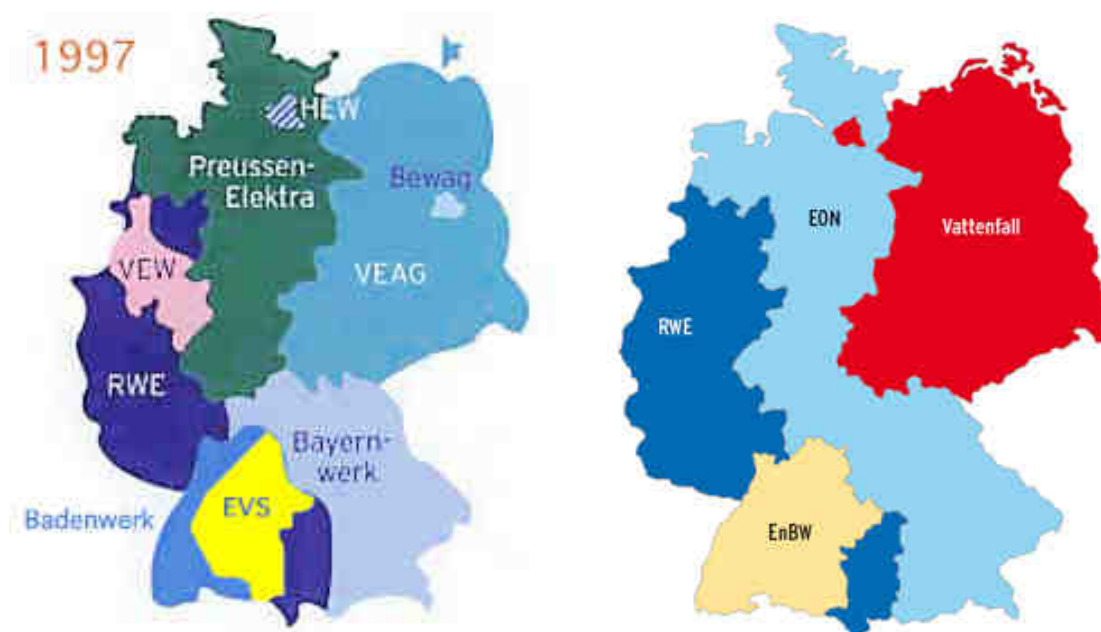 1997
HEW
Preussen-
Elektra
Bewag
VEW
VEAG
RWE
Bayern-
werk
EVS
Badenwerk
EON
Vattenfall
RWE
EnBW